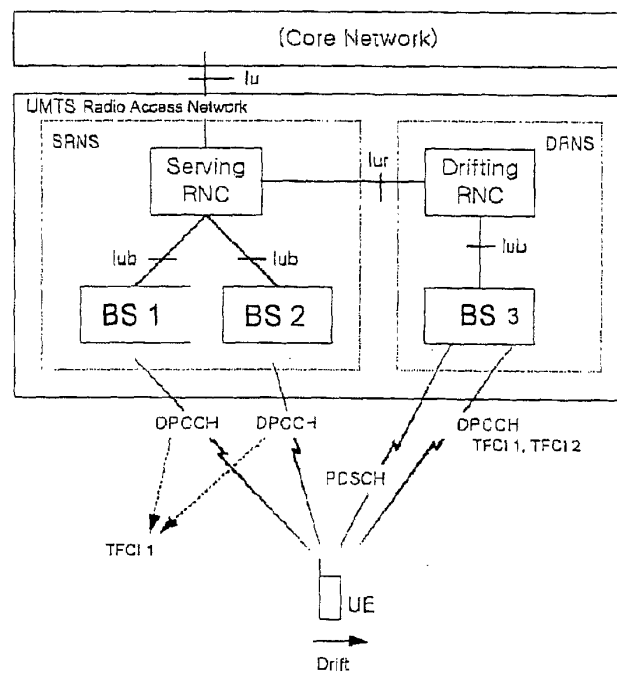 (Core Network)
Iu
UMTS Radio Access Network
SRNS
DRNS
Serving
RNC
Iur
Drifting
RNC
Iub
Iub
Iub
BS 1
BS 2
BS 3
DPCCH
DPCCH
DPCCH
TFCI 1, TFCI 2
PDSCH
TFCI 1
UE
Drift